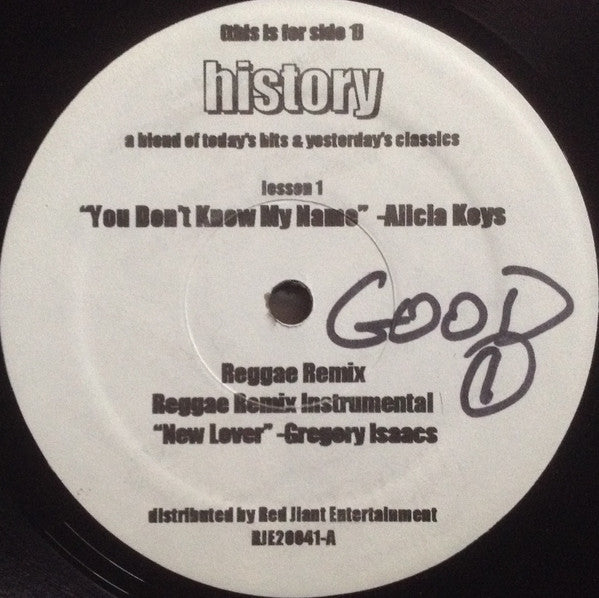 (this is for side 1)
history
a blend of today's hits & yesterday's classics
lesson 1
"You Don't Know My Name" -Alicia Keys
GOOD
1
Reggae Remix
Reggae Remix Instrumental
"New Lover" -Gregory Isaacs
distributed by Red Jiant Entertainment
RJE20041-A